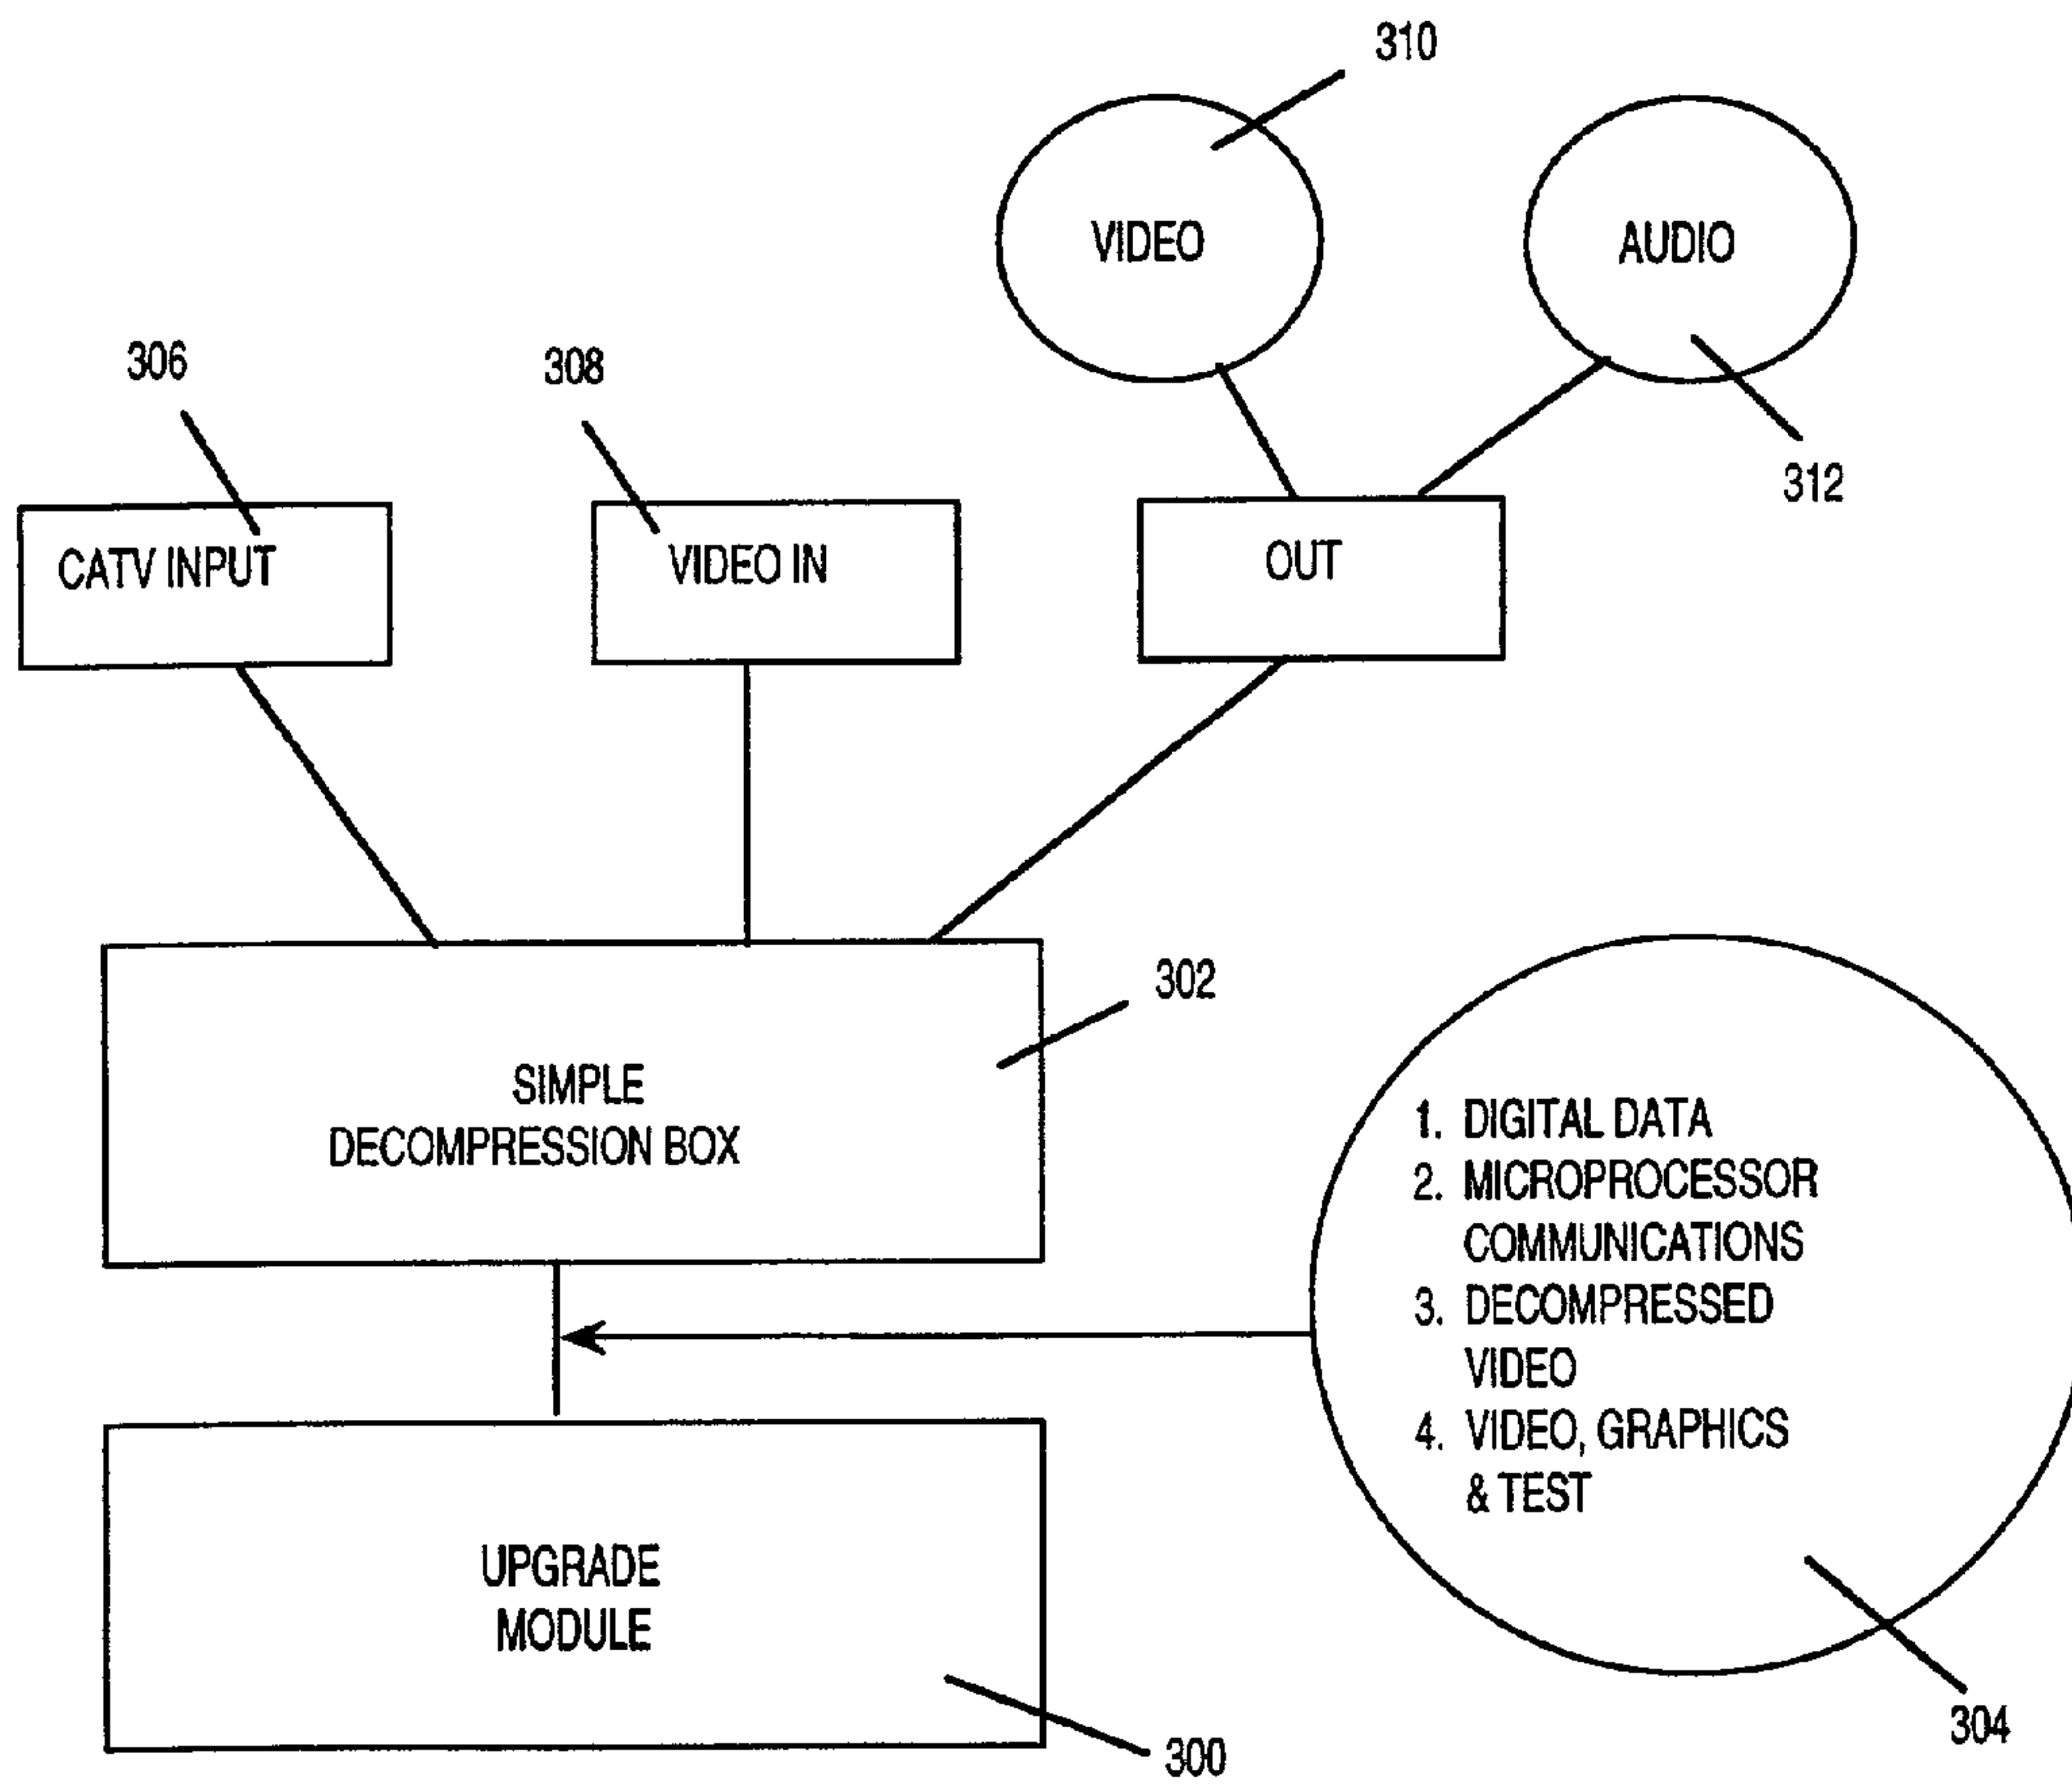 310
VIDEO
AUDIO
306
308
312
CATV INPUT
VIDEO IN
OUT
302
SIMPLE
DECOMPRESSION BOX
1. DIGITAL DATA
2. MICROPROCESSOR
COMMUNICATIONS
3. DECOMPRESSED
VIDEO
4. VIDEO, GRAPHICS
& TEST
UPGRADE
MODULE
304
300